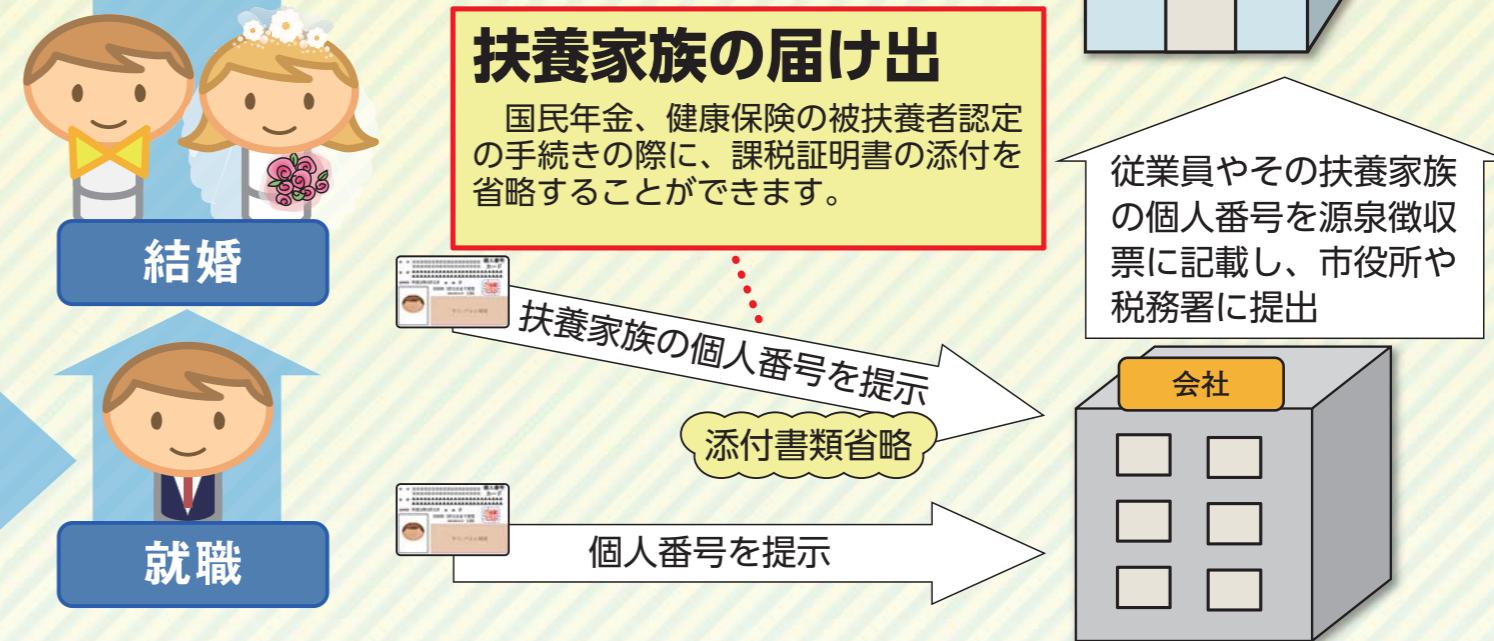 扶養家族の届け出
国民年金、健康保険の被扶養者認定
の手続きの際に、課税証明書の添付を
省略することができます。
結婚
扶養家族の個人番号を提示
添付書類省略
従業員やその扶養家族
の個人番号を源泉徴収
票に記載し、市役所や
税務署に提出
会社
就職
個人番号を提示